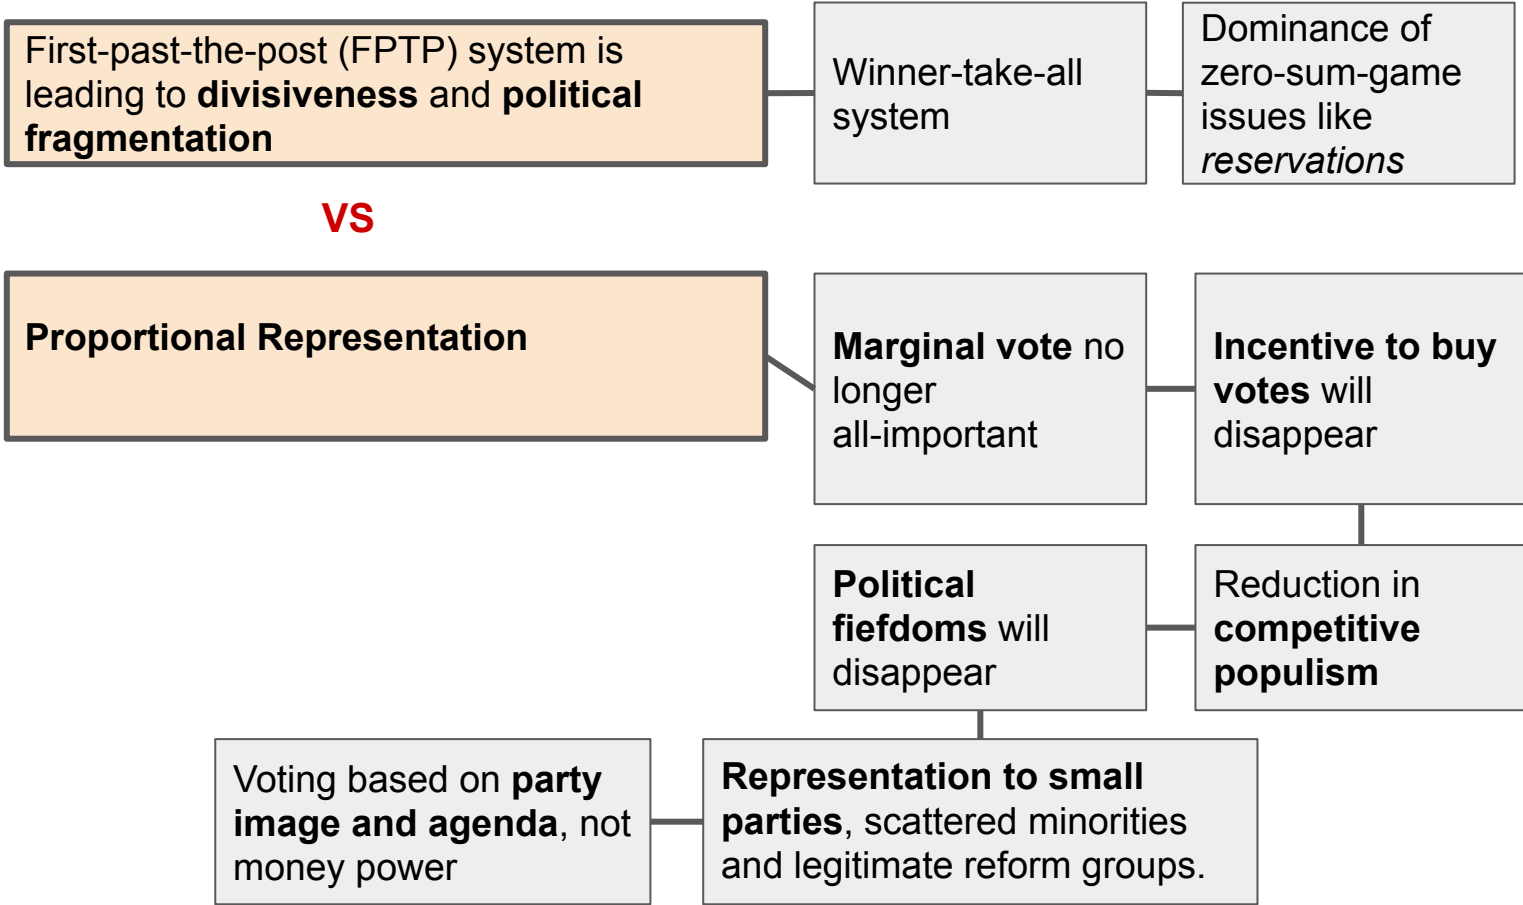 First-past-the-post (FPTP) system is
leading to divisiveness and political
fragmentation
Winner-take-all
system
Dominance of
zero-sum-game
issues like
reservations
VS
Proportional Representation
Marginal vote no
longer
all-important
Incentive to buy
votes will
disappear
Reduction in
competitive
populism
Political
fiefdoms will
disappear
Representation to small
parties, scattered minorities
and legitimate reform groups.
Voting based on party
image and agenda, not
money power